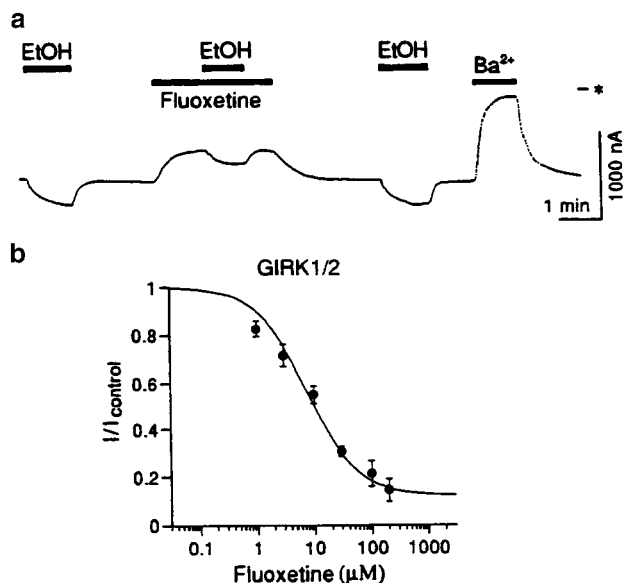 a
EtOH EtOH EtOH
Fluoxetine Ba²⁺
*
1000 nA
1 min
b
GIRK1/2
I/Icontrol
1
0.8
0.6
0.4
0.2
0
0.1 1 10 100 1000
Fluoxetine (μM)